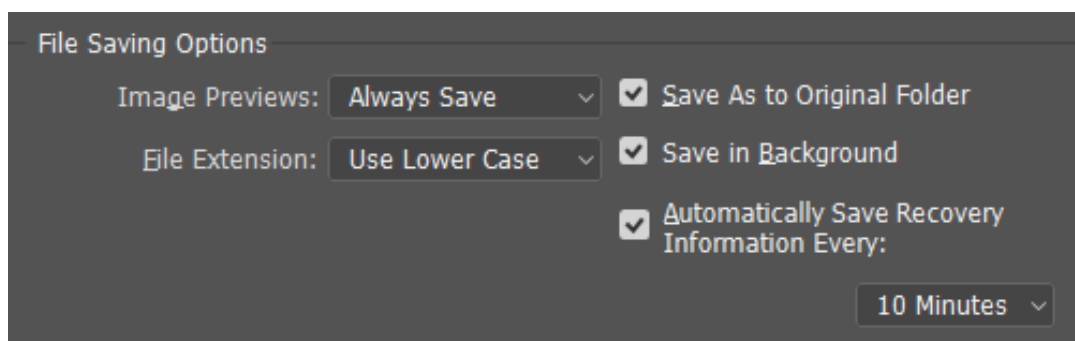 File Saving Options
Image Previews: Always Save Save As to Original Folder
File Extension: Use Lower Case Save in Background
Automatically Save Recovery
Information Every:
10 Minutes